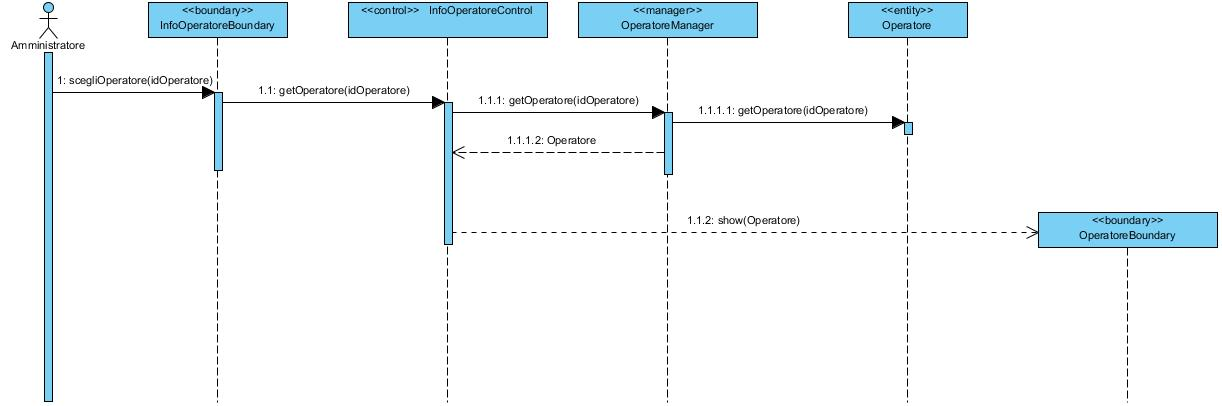 <<boundary>>
InfoOperatoreBoundary
<<control>> InfoOperatoreControl
<<manager>>
OperatoreManager
<<entity>>
Operatore
Amministratore
1: scegliOperatore(idOperatore)
1.1: getOperatore(idOperatore)
1.1.1: getOperatore(idOperatore)
1.1.1.1: getOperatore(idOperatore)
1.1.1.2: Operatore
1.1.2: show(Operatore)
<<boundary>>
OperatoreBoundary